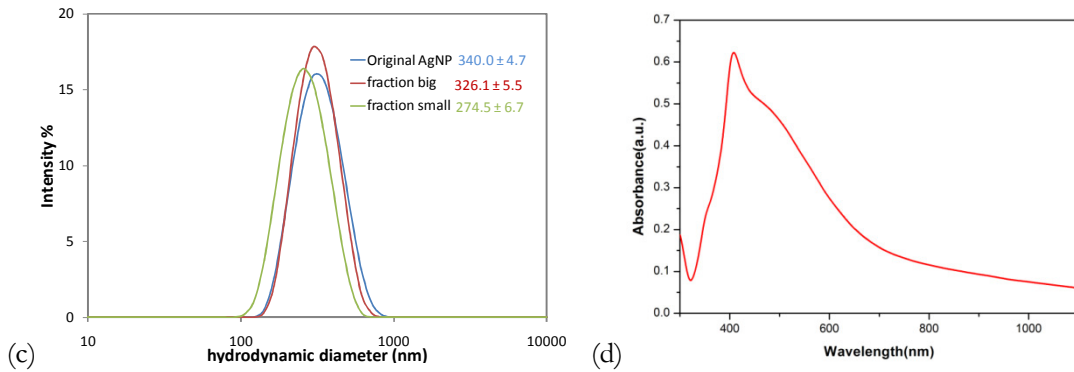 20
15
10
5
0
Intensity %
Original AgNP 340.0 ± 4.7
fraction big 326.1 ± 5.5
fraction small 274.5 ± 6.7
10 100 1000 10000
hydrodynamic diameter (nm)
(c)
0.7
0.6
0.5
0.4
0.3
0.2
0.1
0.0
Absorbance(a.u.)
400 600 800 1000
Wavelength(nm)
(d)